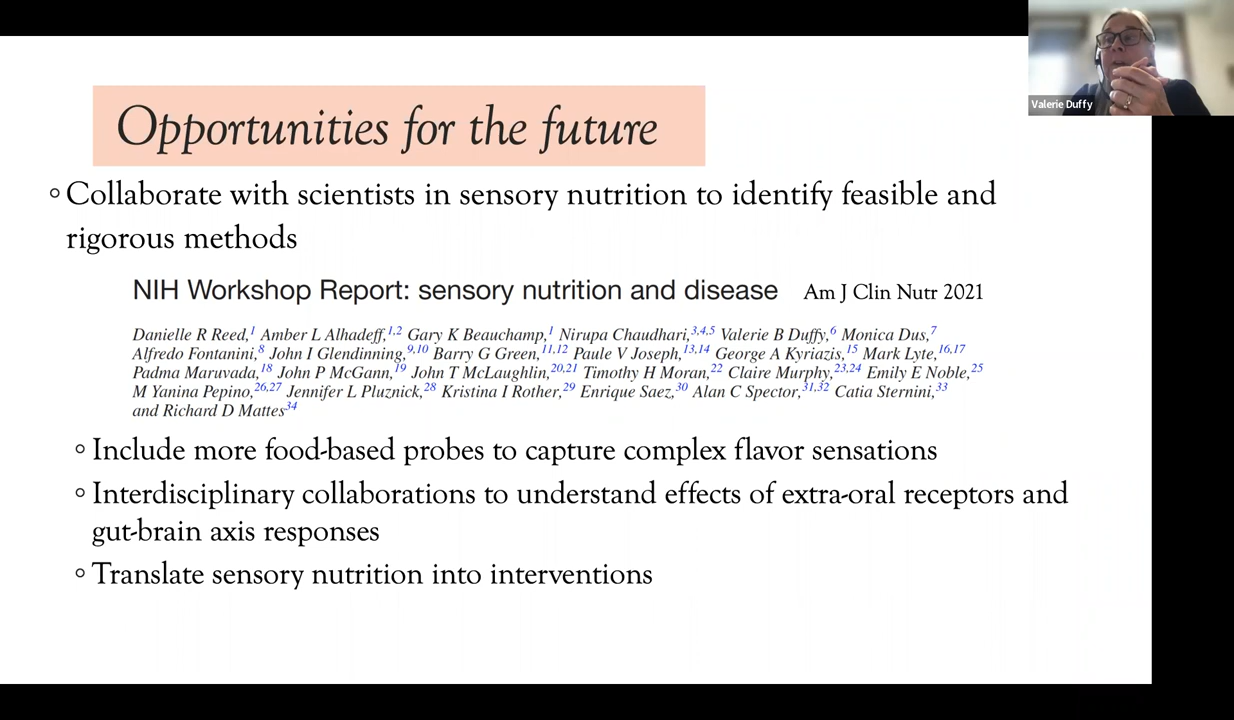 Valerie Duffy
Opportunities for the future
◦ Collaborate with scientists in sensory nutrition to identify feasible and
rigorous methods
NIH Workshop Report: sensory nutrition and disease Am J Clin Nutr 2021
Danielle R Reed,1 Amber L Alhadeff,1,2 Gary K Beauchamp,1 Nirupa Chaudhari,3,4,5 Valerie B Duffy,6 Monica Dus,7
Alfredo Fontanini,8 John I Glendinning,9,10 Barry G Green,11,12 Paule V Joseph,13,14 George A Kyriazis,15 Mark Lyte,16,17
Padma Maruvada,18 John P McGann,19 John T McLaughlin,20,21 Timothy H Moran,22 Claire Murphy,23,24 Emily E Noble,25
M Yanina Pepino,26,27 Jennifer L Pluznick,28 Kristina I Rother,29 Enrique Saez,30 Alan C Spector,31,32 Catia Sternini,33
and Richard D Mattes34
◦ Include more food-based probes to capture complex flavor sensations
◦ Interdisciplinary collaborations to understand effects of extra-oral receptors and
gut-brain axis responses
◦ Translate sensory nutrition into interventions